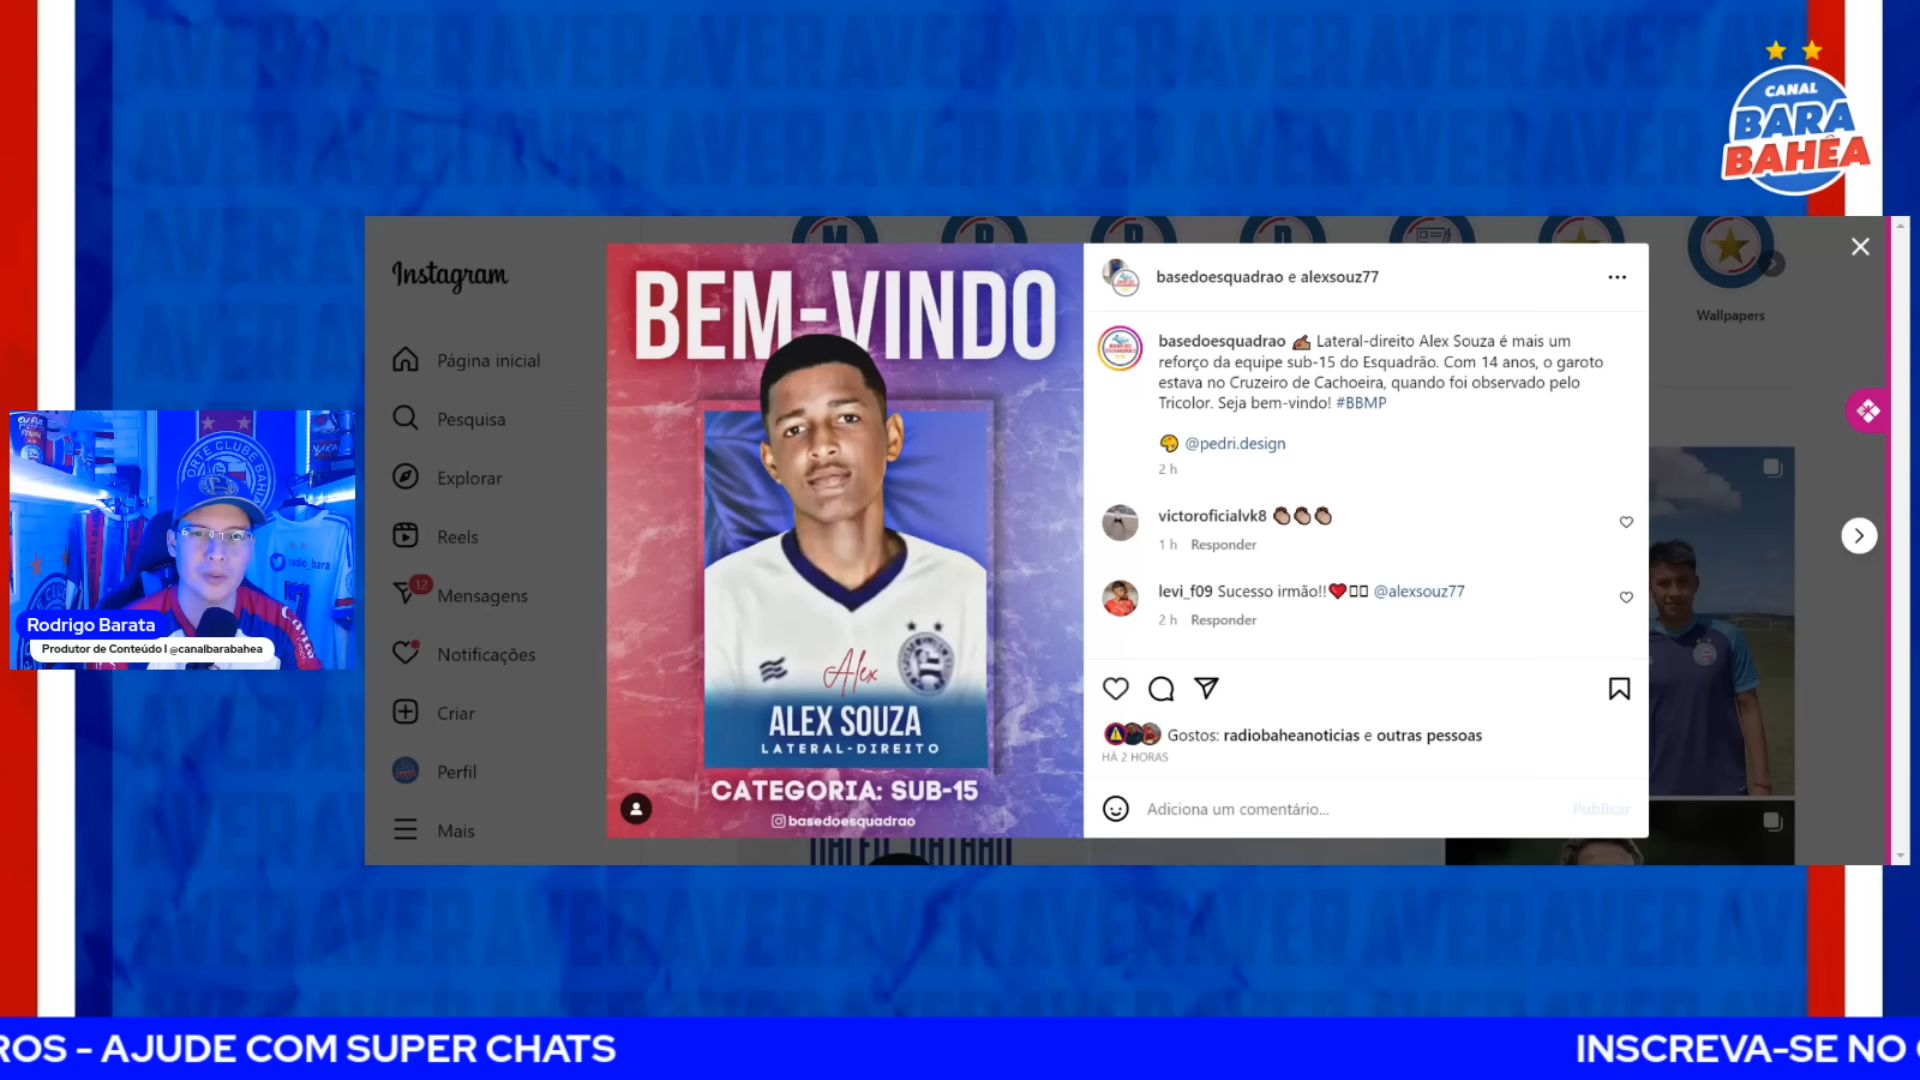 CANAL
BARA
BAHÊA
Instagram
Página inicial
Pesquisa
Explorar
Reels
12
Mensagens
Notificações
Criar
Perfil
Mais
Wallpapers
BEM-VINDO
Alex
ALEX SOUZA
LATERAL-DIREITO
CATEGORIA: SUB-15
basedoesquadrao
basedoesquadrao e alexsouz77
basedoesquadrao ✍🏾 Lateral-direito Alex Souza é mais um
reforço da equipe sub-15 do Esquadrão. Com 14 anos, o garoto
estava no Cruzeiro de Cachoeira, quando foi observado pelo
Tricolor. Seja bem-vindo! #BBMP
🎨 @pedri.design
2 h
victoroficialvk8 👏🏼👏🏼👏🏼
1 h Responder
levi_f09 Sucesso irmão!!❤️▯▯ @alexsouz77
2 h Responder
Gostos: radiobaheanoticias e outras pessoas
HÁ 2 HORAS
Adiciona um comentário...
Publicar
ORTE CLUBE BAHIA
radio_bara
Rodrigo Barata
Produtor de Conteúdo | @canalbarabahea
ROS - AJUDE COM SUPER CHATS
INSCREVA-SE NO